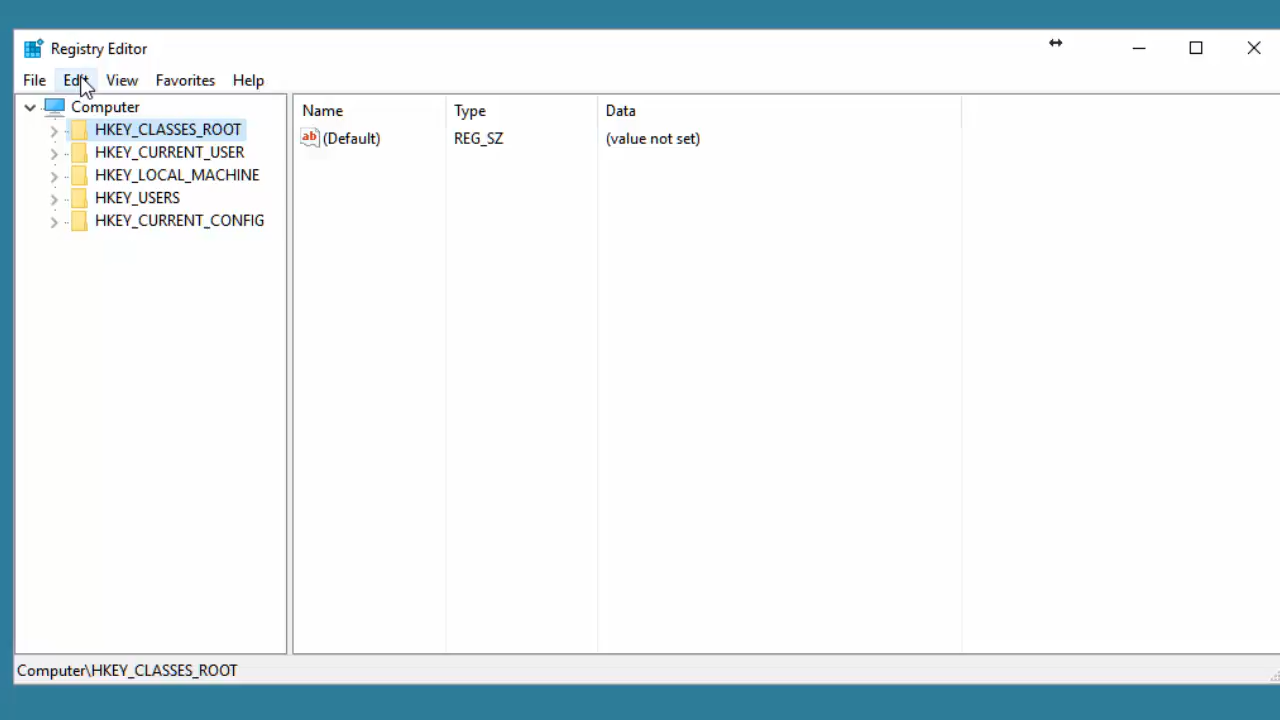 Registry Editor
File Edit View Favorites Help
Computer
HKEY_CLASSES_ROOT
HKEY_CURRENT_USER
HKEY_LOCAL_MACHINE
HKEY_USERS
HKEY_CURRENT_CONFIG
Name Type Data
ab (Default) REG_SZ (value not set)
Computer\HKEY_CLASSES_ROOT